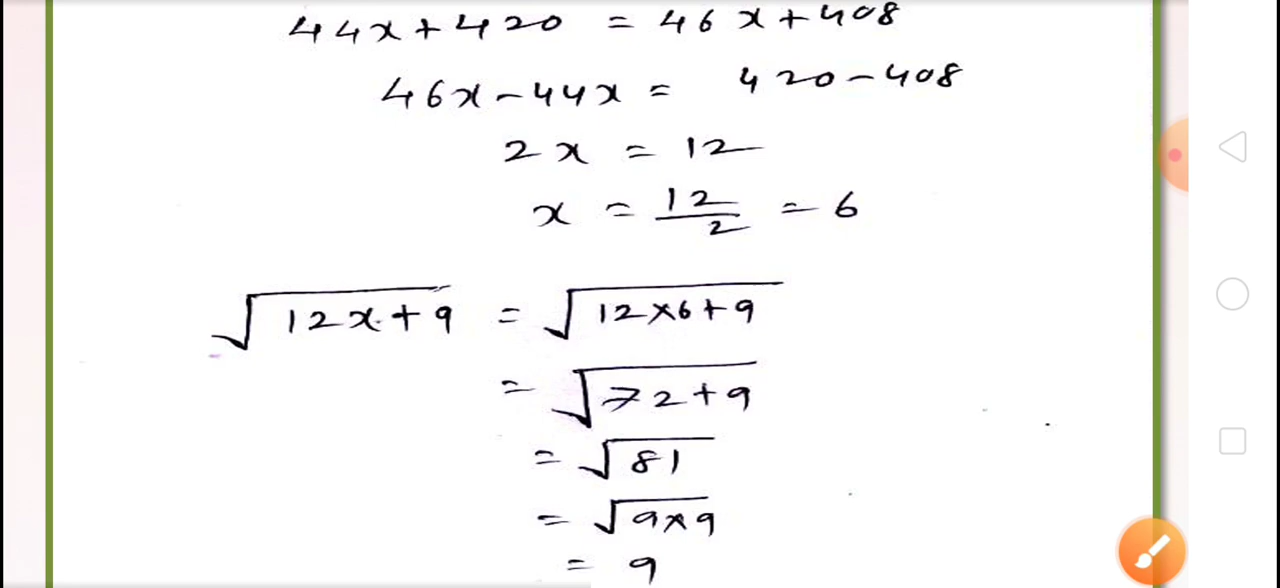 44x + 420 = 46x + 408
46x - 44x = 420 - 408
2x = 12
x = 12/2 = 6
√(12x + 9) = √(12×6 + 9)
= √(72 + 9)
= √81
= √(9×9)
= 9